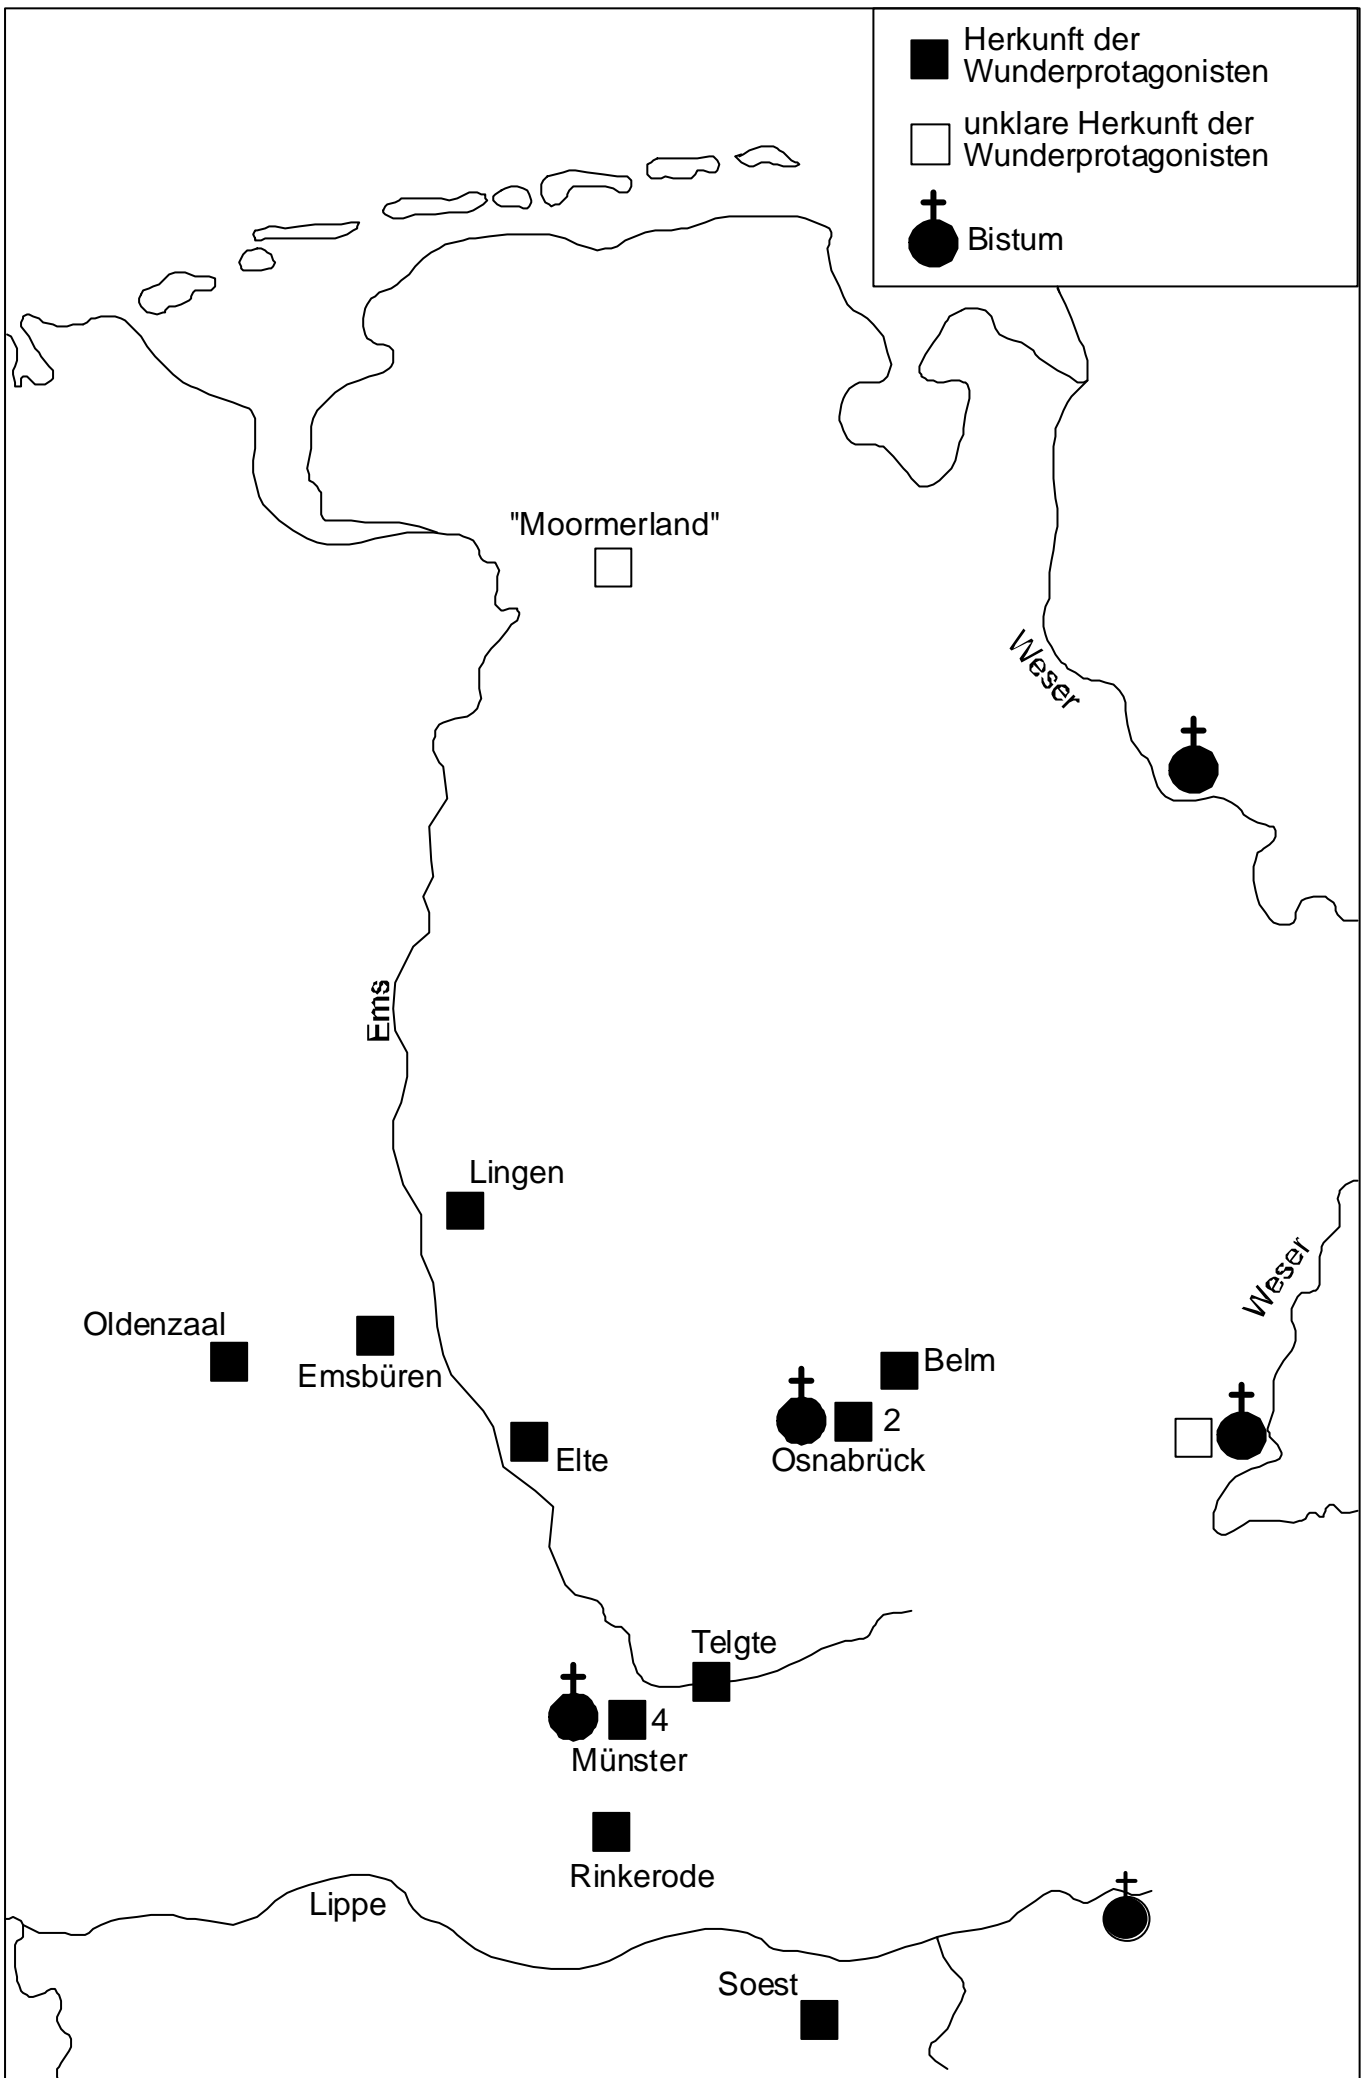 Herkunft der
Wunderprotagonisten
unklare Herkunft der
Wunderprotagonisten
Bistum
"Moormerland"
Weser
Ems
Lingen
Weser
Oldenzaal
Emsbüren
Belm
2
Osnabrück
Elte
Telgte
4
Münster
Rinkerode
Lippe
Soest